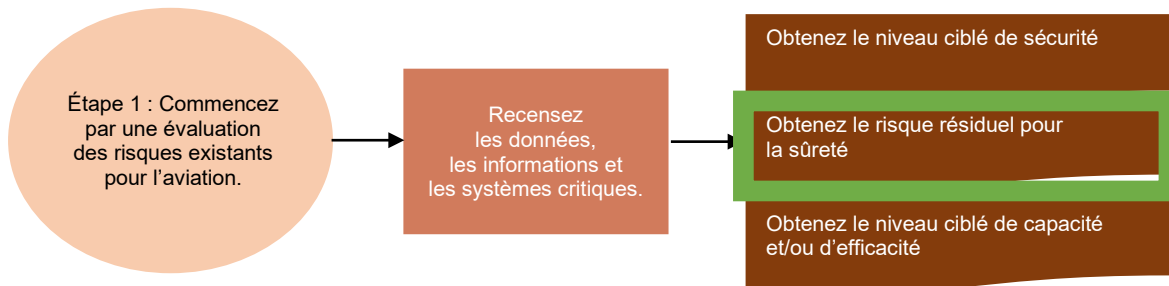 Étape 1 : Commencez
par une évaluation
des risques existants
pour l’aviation.
Recensez
les données,
les informations et
les systèmes critiques.
Obtenez le niveau ciblé de sécurité
Obtenez le risque résiduel pour
la sûreté
Obtenez le niveau ciblé de capacité
et/ou d’efficacité